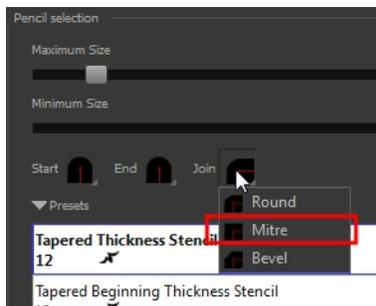 Pencil selection
Maximum Size
Minimum Size
Start End Join
Round
Presets
Mitre
Tapered Thickness Stencil
12
Bevel
Tapered Beginning Thickness Stencil